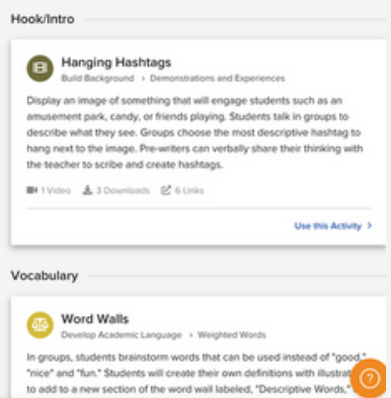 Hook/Intro
Hanging Hashtags
Build Background > Demonstrations and Experiences
Display an image of something that will engage students such as an
amusement park, candy, or friends playing. Students talk in groups to
describe what they see. Groups choose the most descriptive hashtag to
hang next to the image. Pre-writers can verbally share their thinking with
the teacher to scribe and create hashtags.
1 Video 3 Downloads 6 Links
Use this Activity >
Vocabulary
Word Walls
Develop Academic Language > Weighted Words
In groups, students brainstorm words that can be used instead of "good,"
"nice" and "fun." Students will create their own definitions with illustrat
to add to a new section of the word wall labeled, "Descriptive Words,"
?